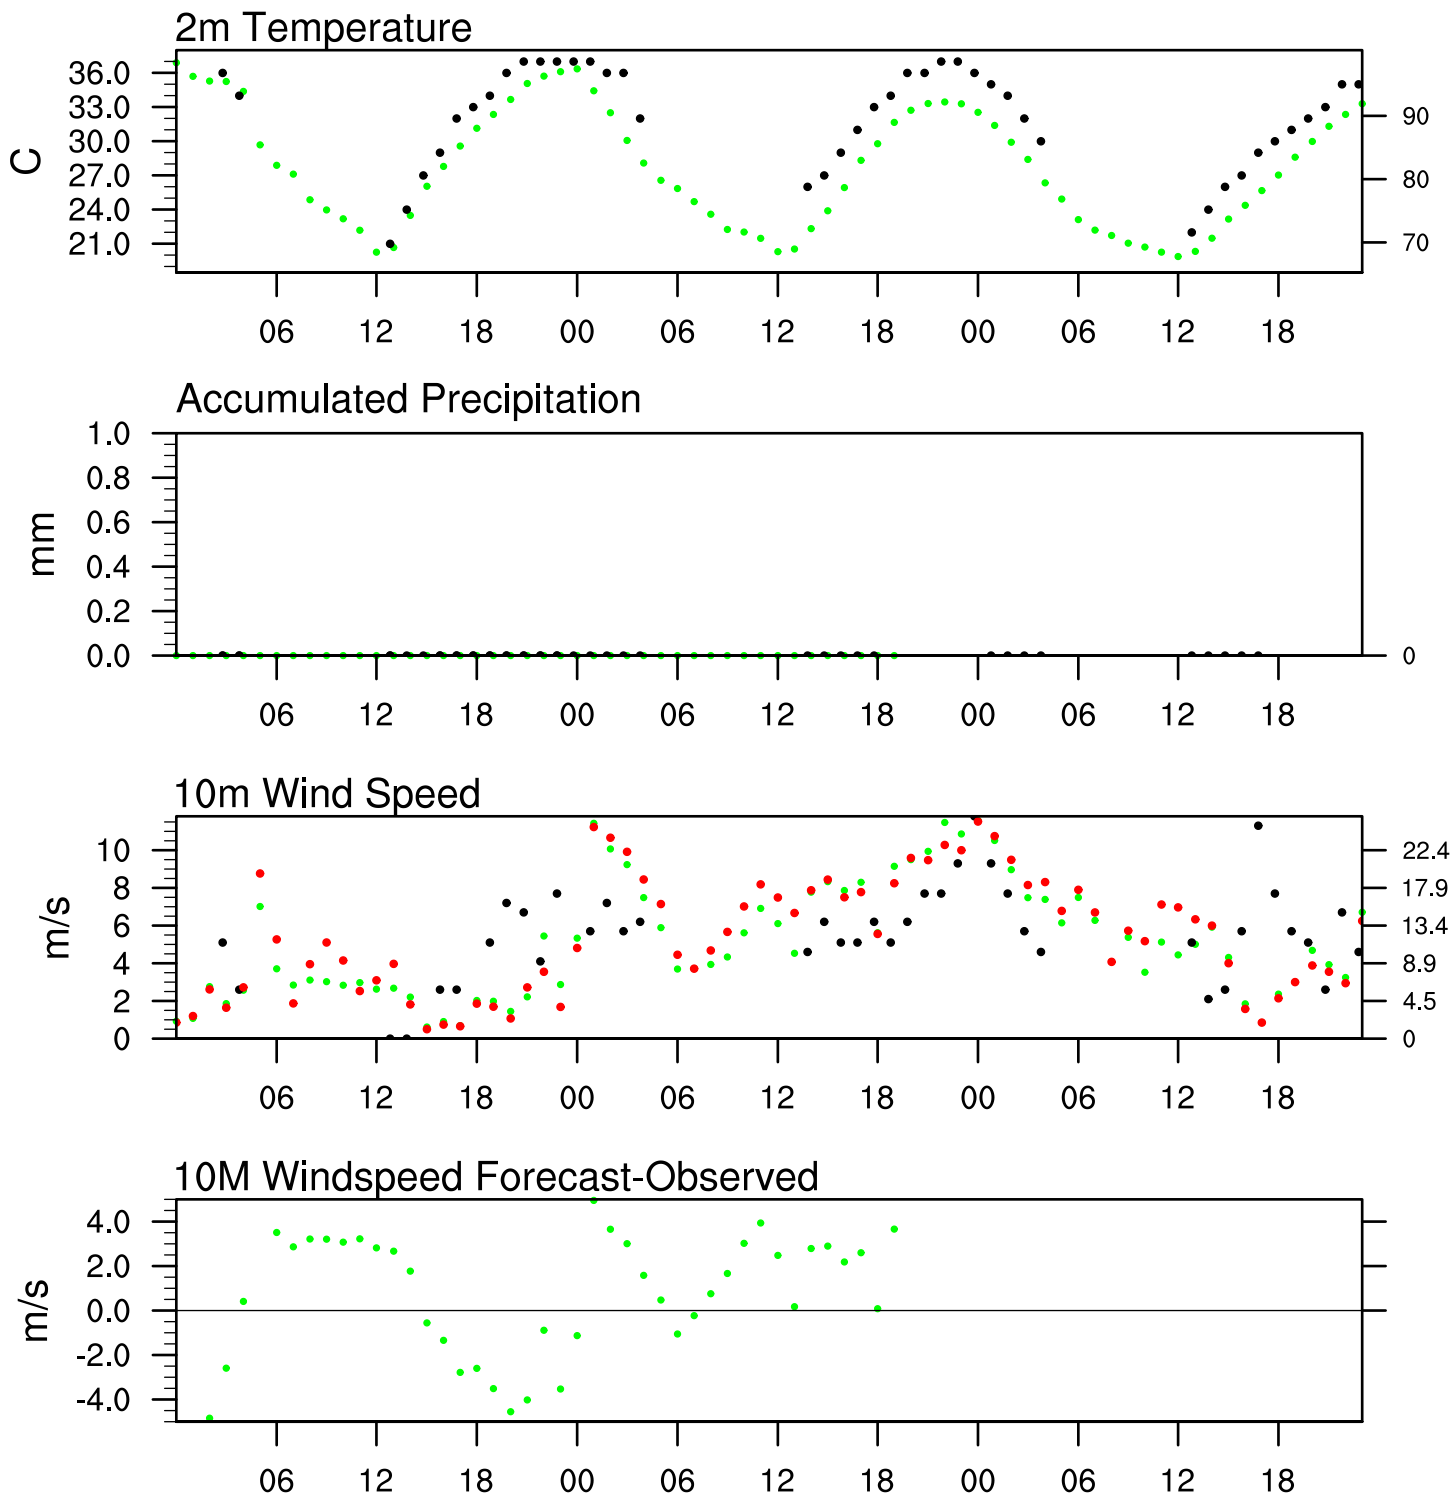 2m Temperature
36.0
33.0
30.0
27.0
24.0
21.0
C
90
80
70
06 12 18 00 06 12 18 00 06 12 18
Accumulated Precipitation
1.0
0.8
0.6
0.4
0.2
0.0
mm
0
06 12 18 00 06 12 18 00 06 12 18
10m Wind Speed
10
8
6
4
2
0
m/s
22.4
17.9
13.4
8.9
4.5
0
06 12 18 00 06 12 18 00 06 12 18
10M Windspeed Forecast-Observed
4.0
2.0
0.0
-2.0
-4.0
m/s
06 12 18 00 06 12 18 00 06 12 18